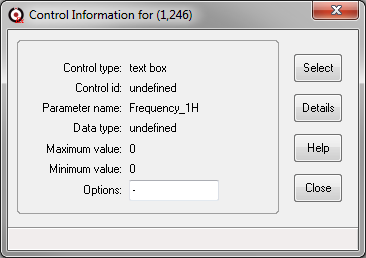 Control Information for (1,246)
Control type: text box
Control id: undefined
Parameter name: Frequency_1H
Data type: undefined
Maximum value: 0
Minimum value: 0
Options: -
Select
Details
Help
Close